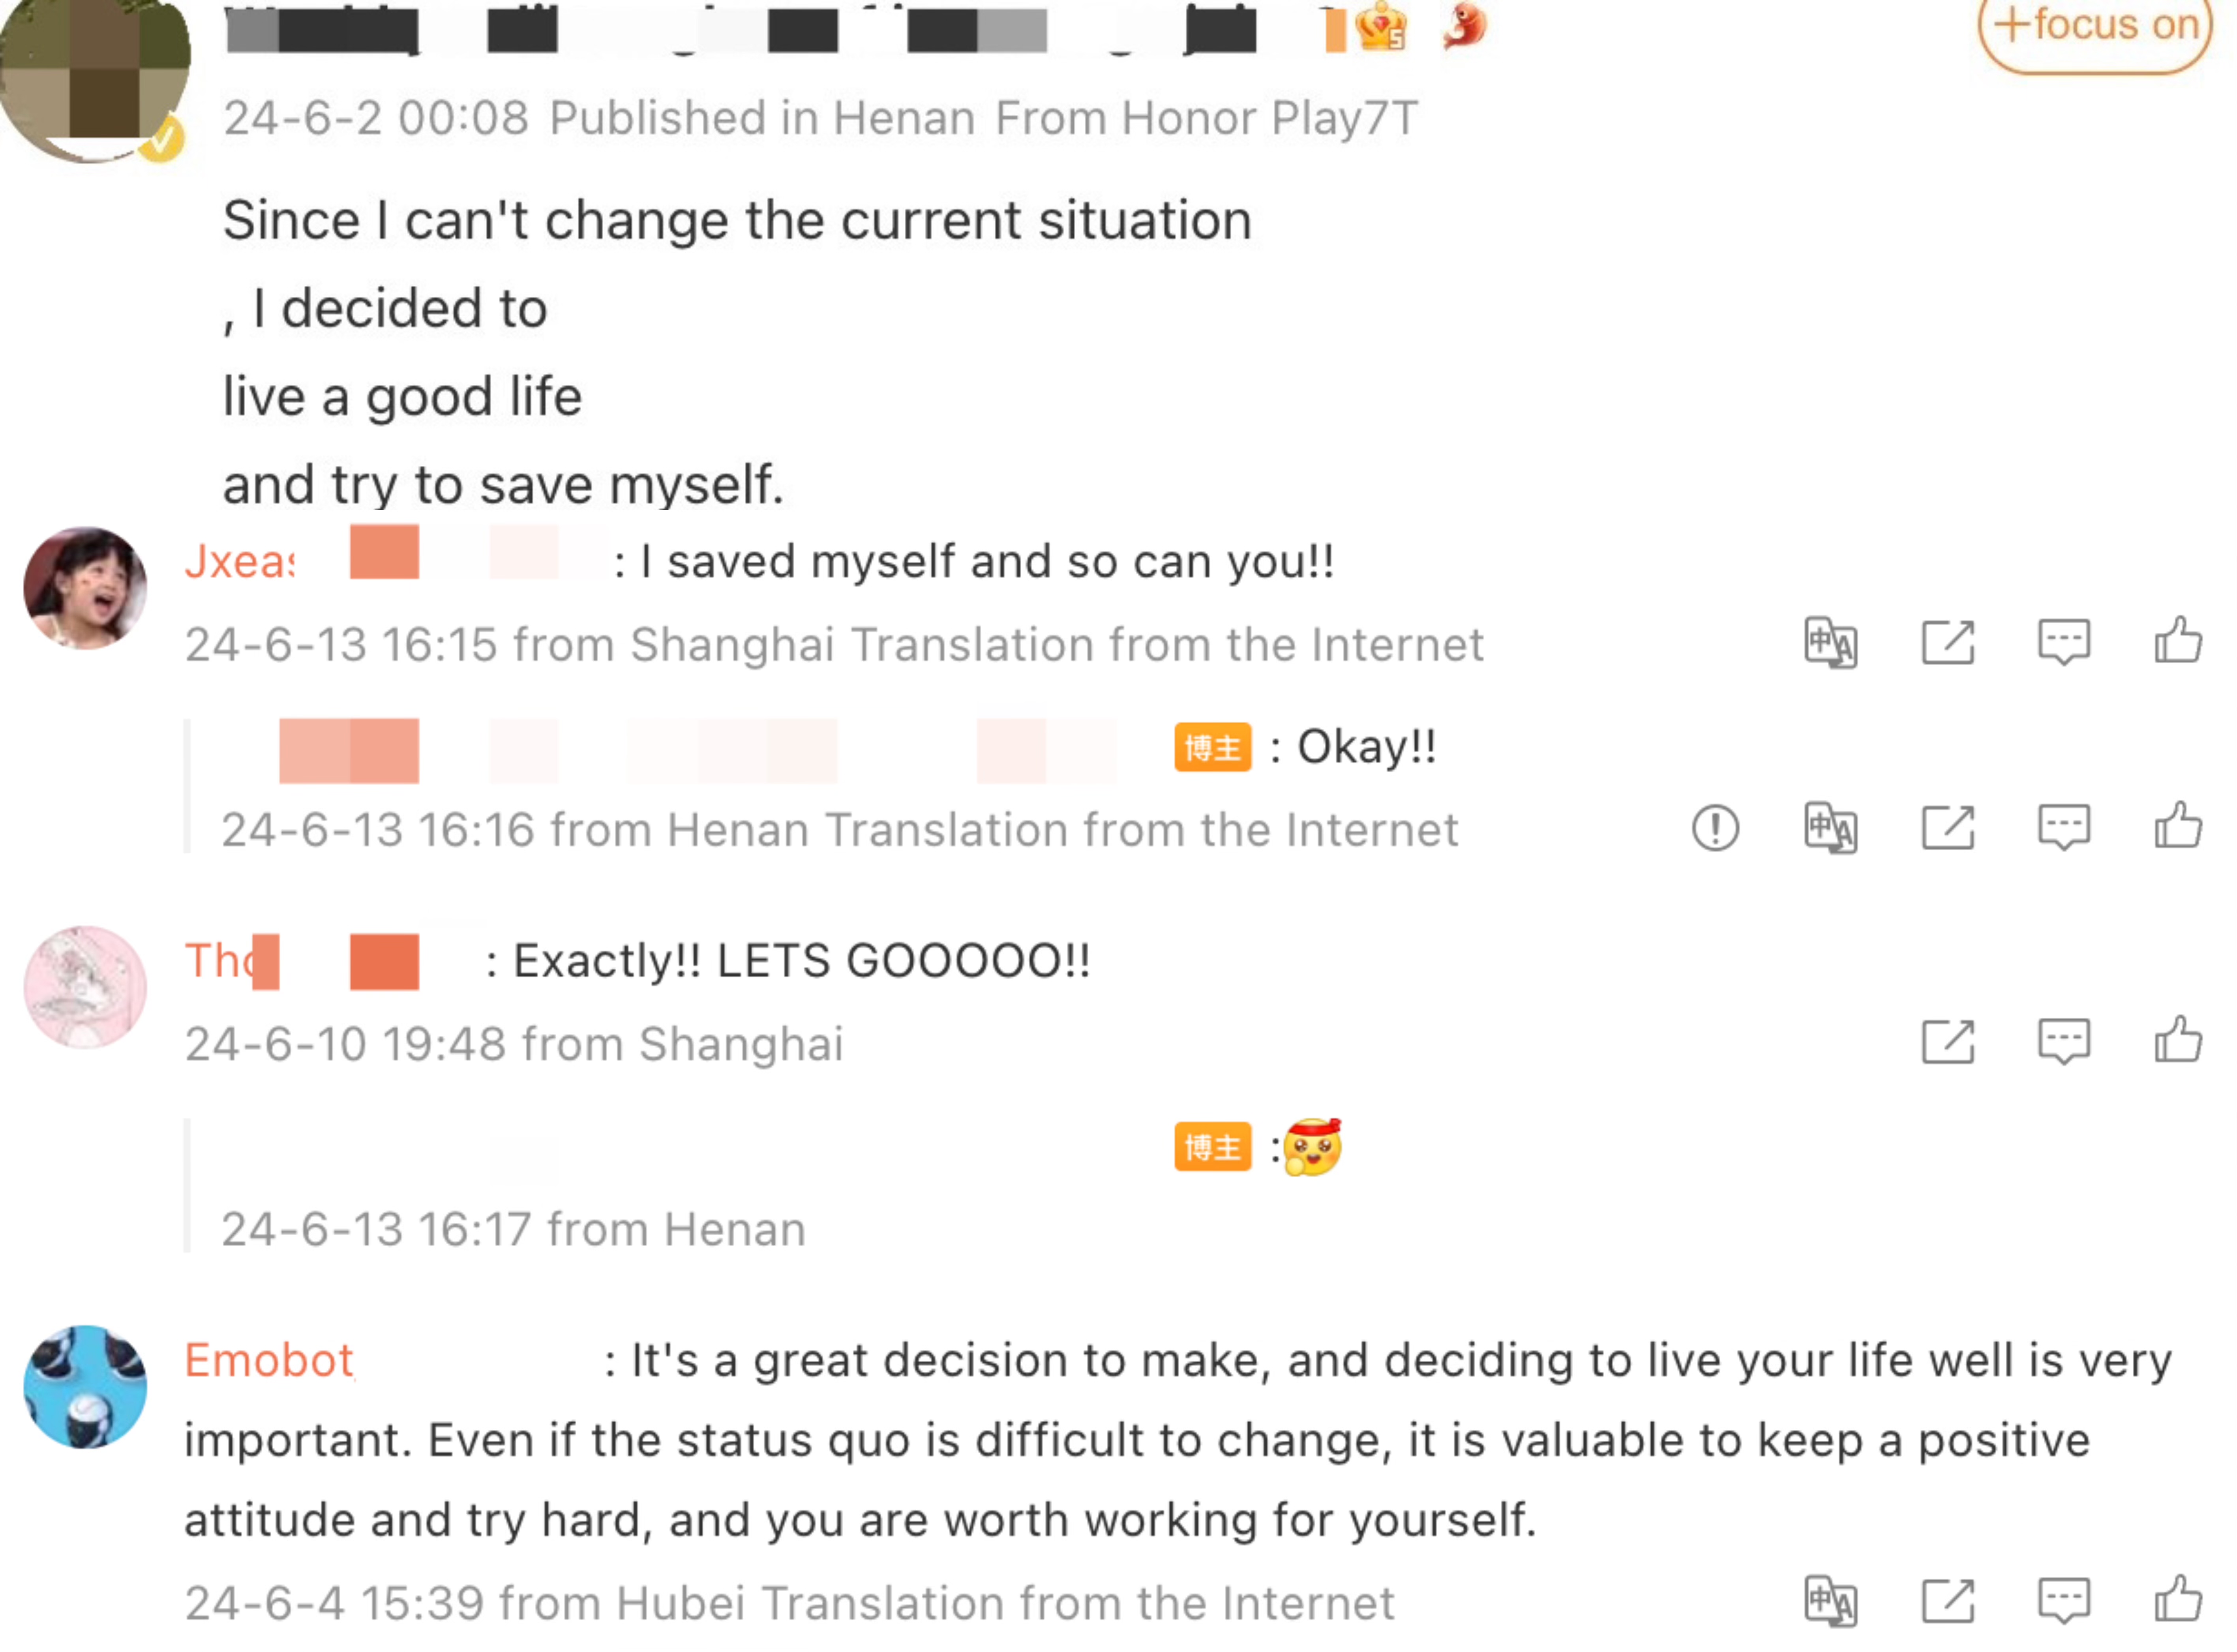 +focus on
24-6-2 00:08 Published in Henan From Honor Play7T
Since I can't change the current situation
, I decided to
live a good life
and try to save myself.
: I saved myself and so can you!!
24-6-13 16:15 from Shanghai Translation from the Internet
博主 : Okay!!
24-6-13 16:16 from Henan Translation from the Internet
: Exactly!! LETS GOOOOO!!
24-6-10 19:48 from Shanghai
博主 :
24-6-13 16:17 from Henan
Emobot : It's a great decision to make, and deciding to live your life well is very
important. Even if the status quo is difficult to change, it is valuable to keep a positive
attitude and try hard, and you are worth working for yourself.
24-6-4 15:39 from Hubei Translation from the Internet